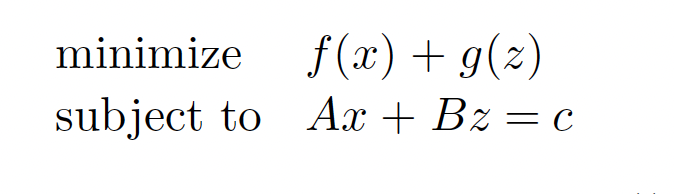 minimize f(x) + g(z)
subject to Ax + Bz = c